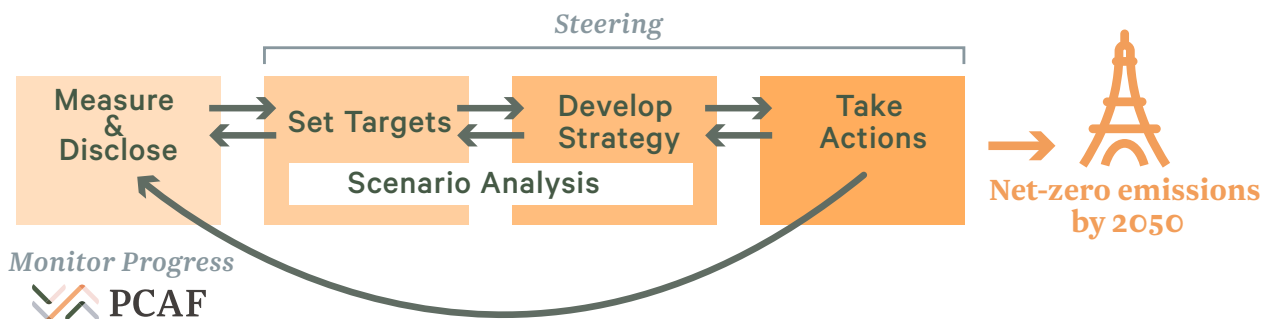 Steering
Measure
&
Disclose
Set Targets
Develop
Strategy
Take
Actions
Scenario Analysis
Net-zero emissions
by 2050
Monitor Progress
PCAF